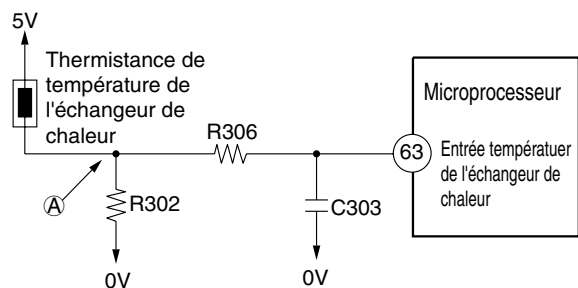 5V
Thermistance de
température de
l'échangeur de
chaleur
R306
Microprocesseur
63
Entrée températuer
de l'échangeur de
chaleur
A
R302
C303
0V
0V